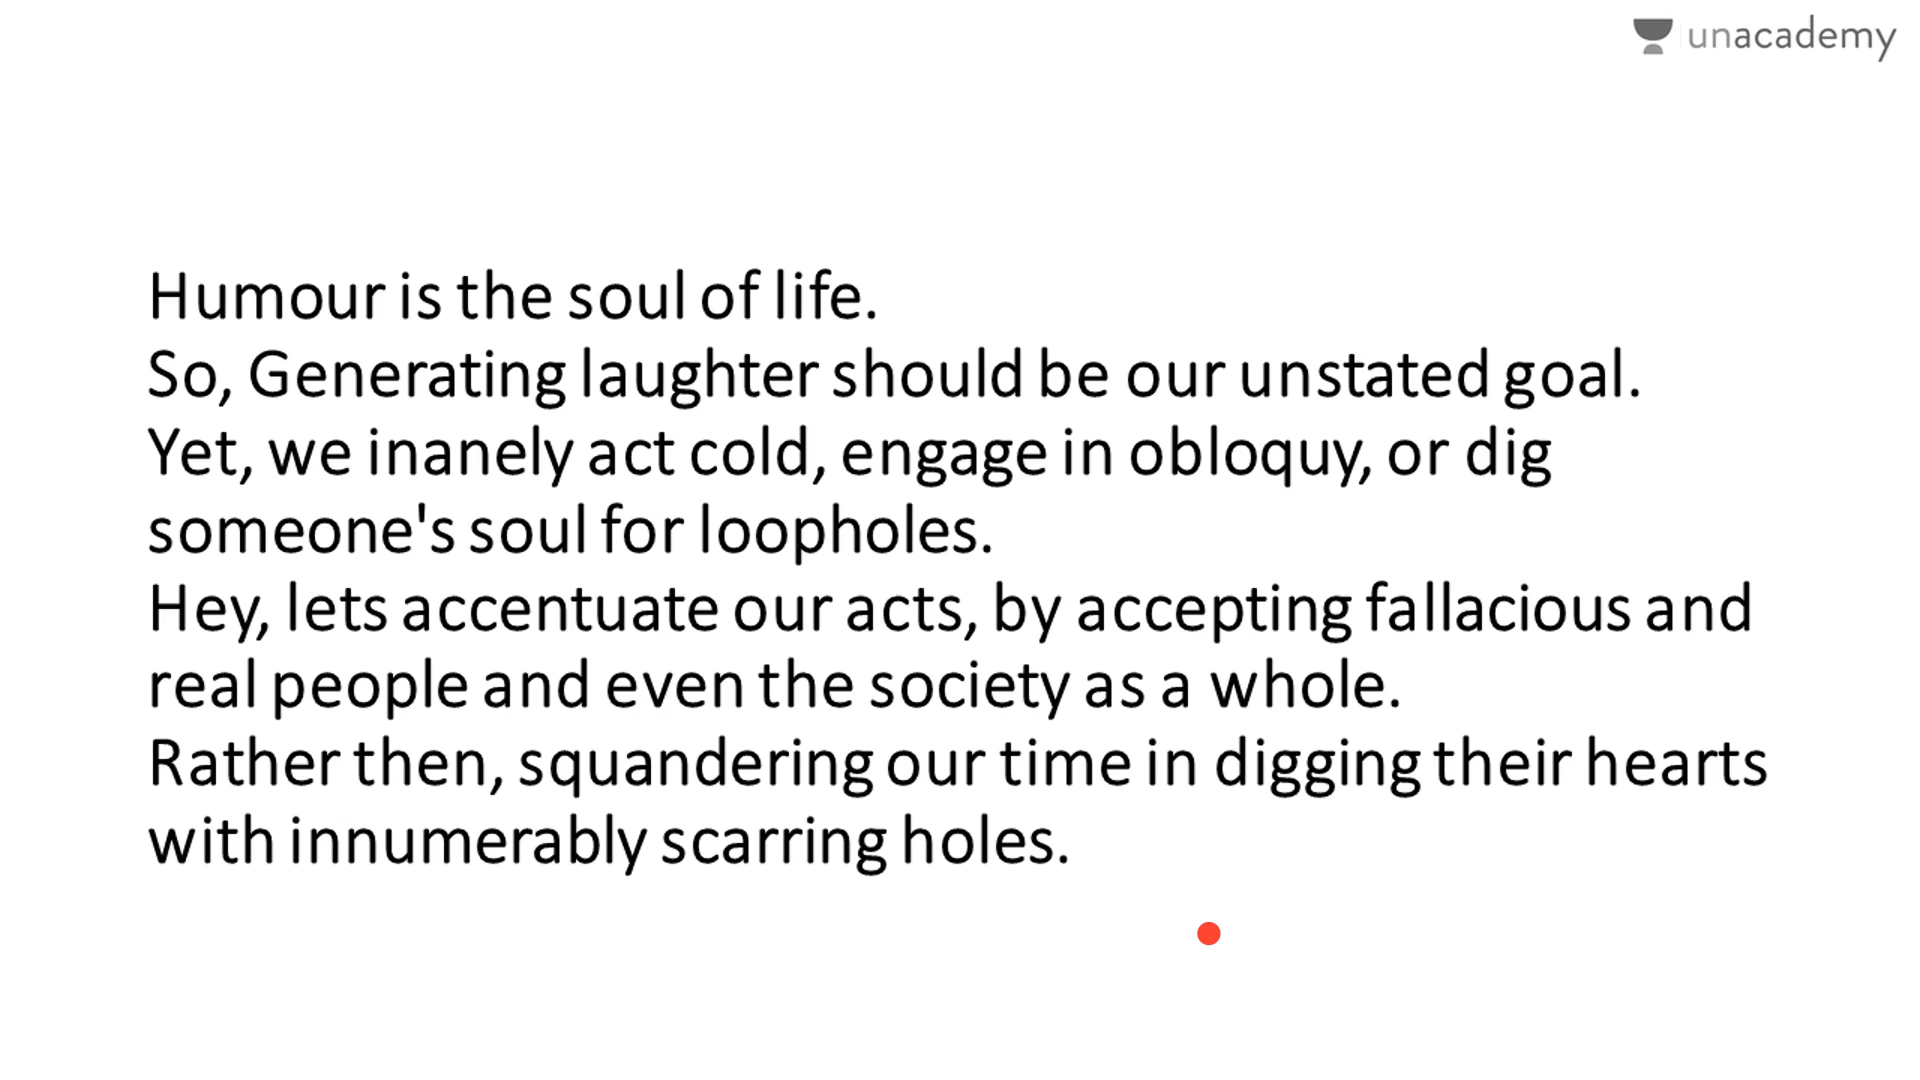 unacademy
Humour is the soul of life.
So, Generating laughter should be our unstated goal.
Yet, we inanely act cold, engage in obloquy, or dig
someone's soul for loopholes.
Hey, lets accentuate our acts, by accepting fallacious and
real people and even the society as a whole.
Rather then, squandering our time in digging their hearts
with innumerably scarring holes.